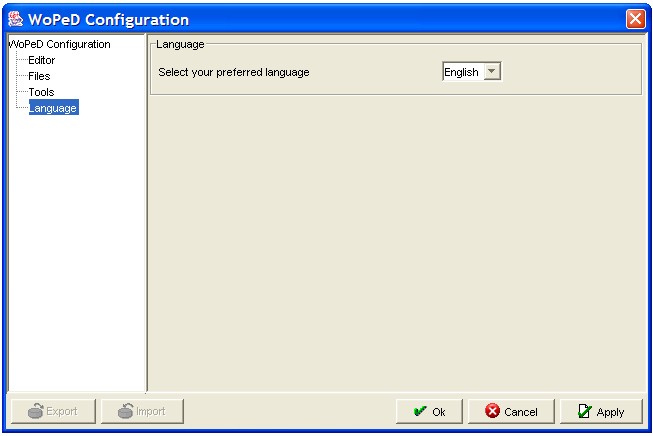 WoPeD Configuration
WoPeD Configuration
Editor
Files
Tools
Language
Language
Select your preferred language English
Export Import Ok Cancel Apply